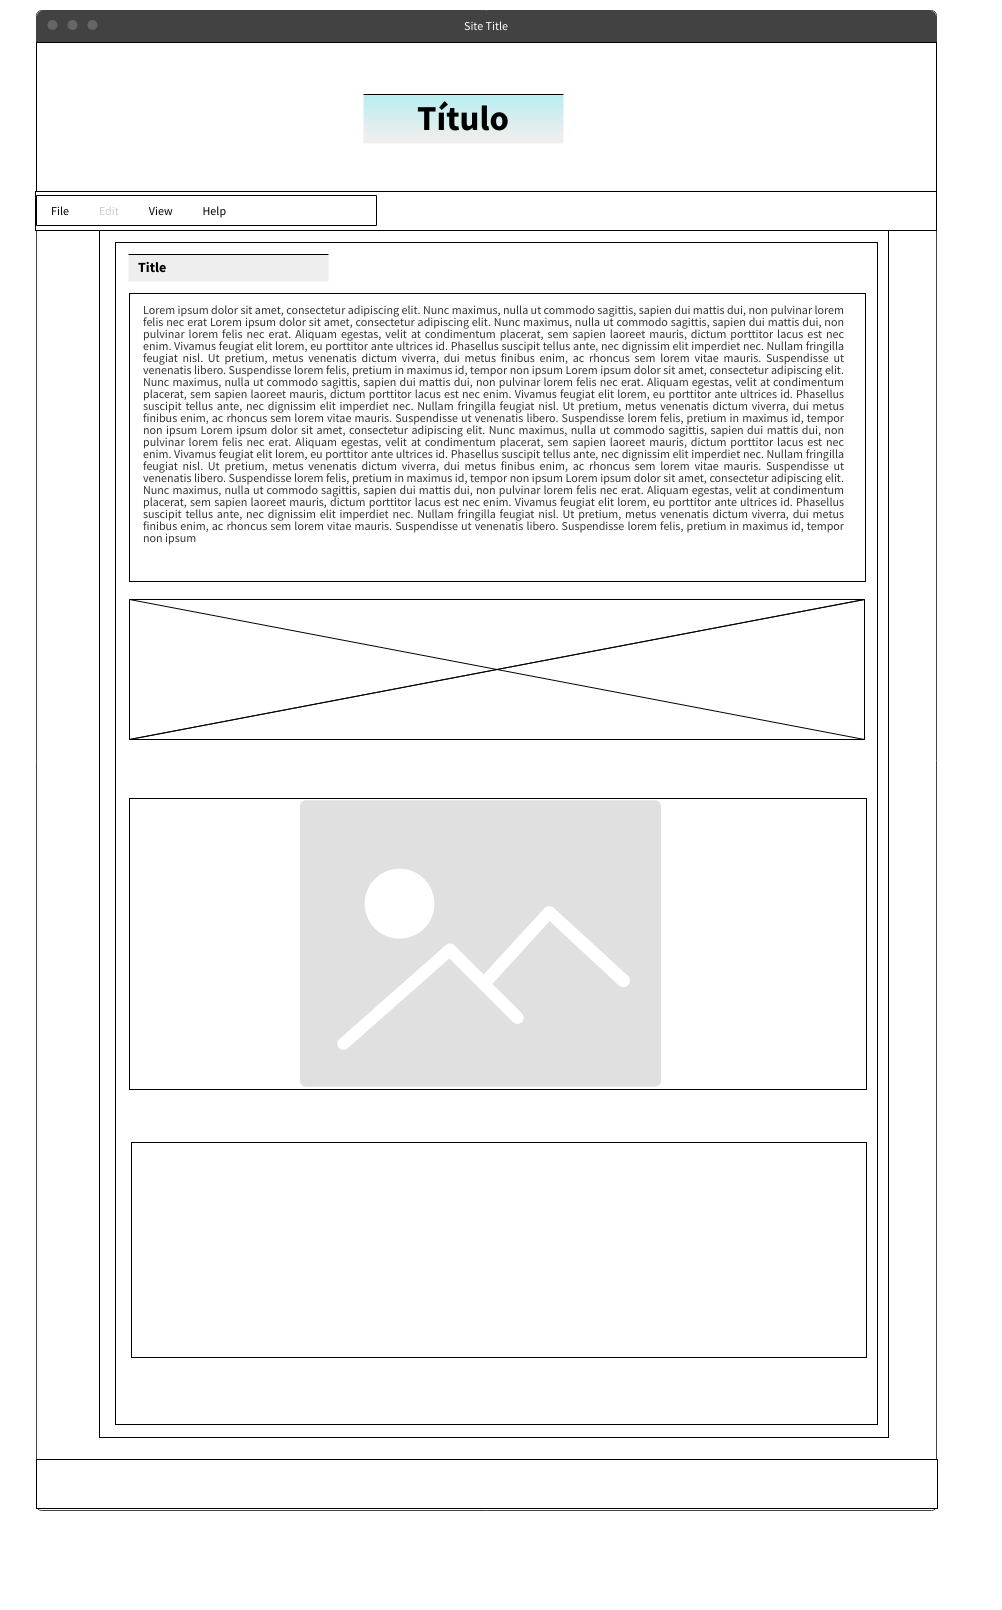 Site Title
Título
File Edit View Help
Title
Lorem ipsum dolor sit amet, consectetur adipiscing elit. Nunc maximus, nulla ut commodo sagittis, sapien dui mattis dui, non pulvinar lorem
felis nec erat Lorem ipsum dolor sit amet, consectetur adipiscing elit. Nunc maximus, nulla ut commodo sagittis, sapien dui mattis dui, non
pulvinar lorem felis nec erat. Aliquam egestas, velit at condimentum placerat, sem sapien laoreet mauris, dictum porttitor lacus est nec
enim. Vivamus feugiat elit lorem, eu porttitor ante ultrices id. Phasellus suscipit tellus ante, nec dignissim elit imperdiet nec. Nullam fringilla
feugiat nisl. Ut pretium, metus venenatis dictum viverra, dui metus finibus enim, ac rhoncus sem lorem vitae mauris. Suspendisse ut
venenatis libero. Suspendisse lorem felis, pretium in maximus id, tempor non ipsum Lorem ipsum dolor sit amet, consectetur adipiscing elit.
Nunc maximus, nulla ut commodo sagittis, sapien dui mattis dui, non pulvinar lorem felis nec erat. Aliquam egestas, velit at condimentum
placerat, sem sapien laoreet mauris, dictum porttitor lacus est nec enim. Vivamus feugiat elit lorem, eu porttitor ante ultrices id. Phasellus
suscipit tellus ante, nec dignissim elit imperdiet nec. Nullam fringilla feugiat nisl. Ut pretium, metus venenatis dictum viverra, dui metus
finibus enim, ac rhoncus sem lorem vitae mauris. Suspendisse ut venenatis libero. Suspendisse lorem felis, pretium in maximus id, tempor
non ipsum Lorem ipsum dolor sit amet, consectetur adipiscing elit. Nunc maximus, nulla ut commodo sagittis, sapien dui mattis dui, non
pulvinar lorem felis nec erat. Aliquam egestas, velit at condimentum placerat, sem sapien laoreet mauris, dictum porttitor lacus est nec
enim. Vivamus feugiat elit lorem, eu porttitor ante ultrices id. Phasellus suscipit tellus ante, nec dignissim elit imperdiet nec. Nullam fringilla
feugiat nisl. Ut pretium, metus venenatis dictum viverra, dui metus finibus enim, ac rhoncus sem lorem vitae mauris. Suspendisse ut
venenatis libero. Suspendisse lorem felis, pretium in maximus id, tempor non ipsum Lorem ipsum dolor sit amet, consectetur adipiscing elit.
Nunc maximus, nulla ut commodo sagittis, sapien dui mattis dui, non pulvinar lorem felis nec erat. Aliquam egestas, velit at condimentum
placerat, sem sapien laoreet mauris, dictum porttitor lacus est nec enim. Vivamus feugiat elit lorem, eu porttitor ante ultrices id. Phasellus
suscipit tellus ante, nec dignissim elit imperdiet nec. Nullam fringilla feugiat nisl. Ut pretium, metus venenatis dictum viverra, dui metus
finibus enim, ac rhoncus sem lorem vitae mauris. Suspendisse ut venenatis libero. Suspendisse lorem felis, pretium in maximus id, tempor
non ipsum